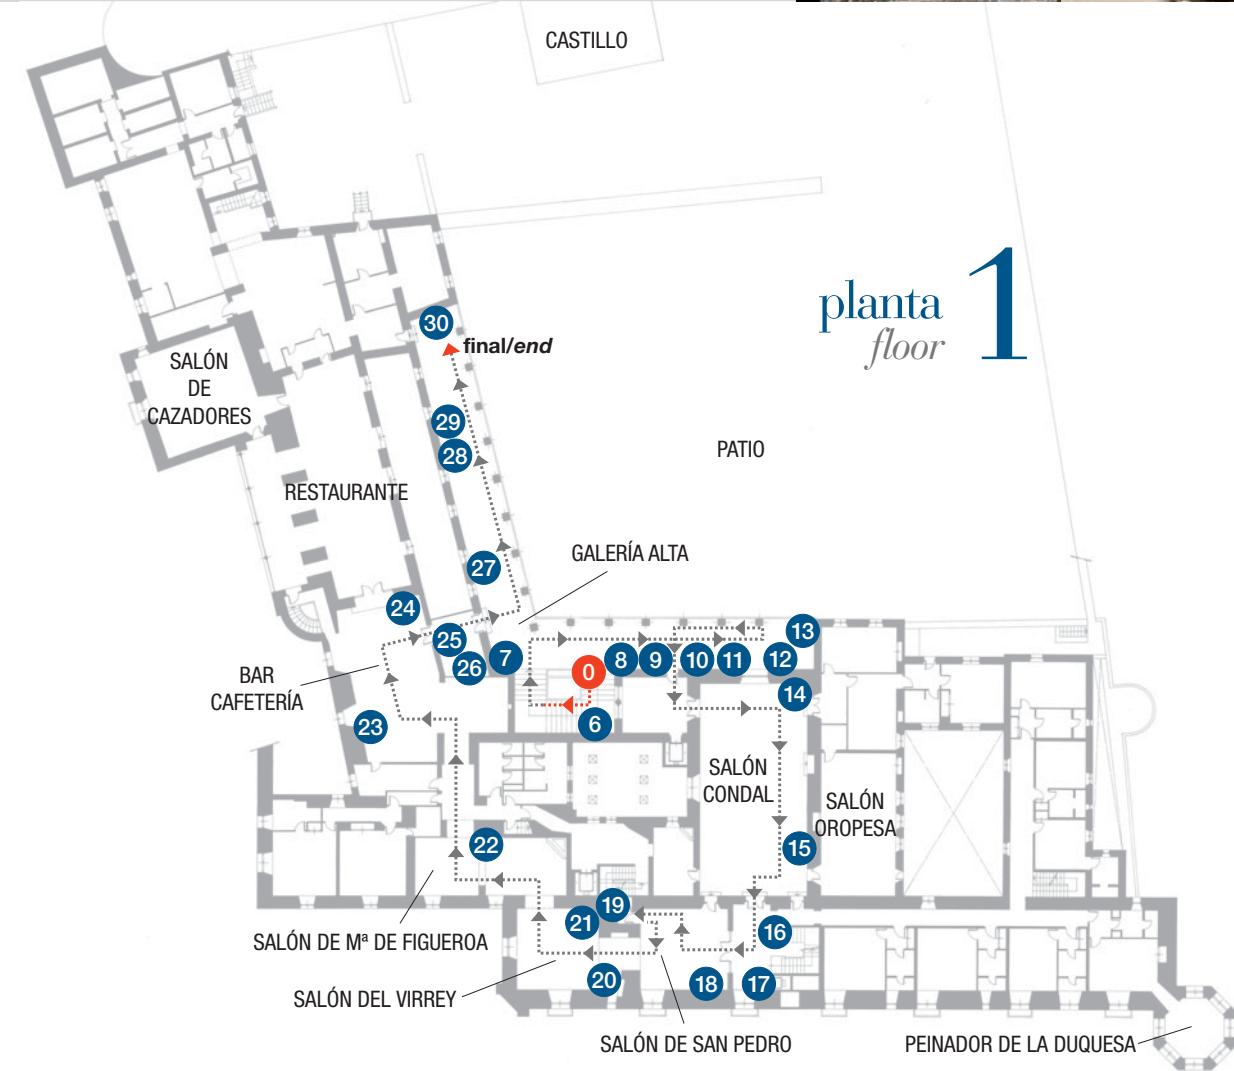 CASTILLO
planta
floor
1
30
final/end
SALÓN
DE
CAZADORES
29
28
PATIO
RESTAURANTE
GALERÍA ALTA
27
24
25
26
7
0
6
8
9
10
11
12
13
14
BAR
CAFETERÍA
23
SALÓN
CONDAL
SALÓN
OROPESA
15
22
19
21
16
SALÓN DE Mª DE FIGUEROA
20
18
17
SALÓN DEL VIRREY
SALÓN DE SAN PEDRO
PEINADOR DE LA DUQUESA